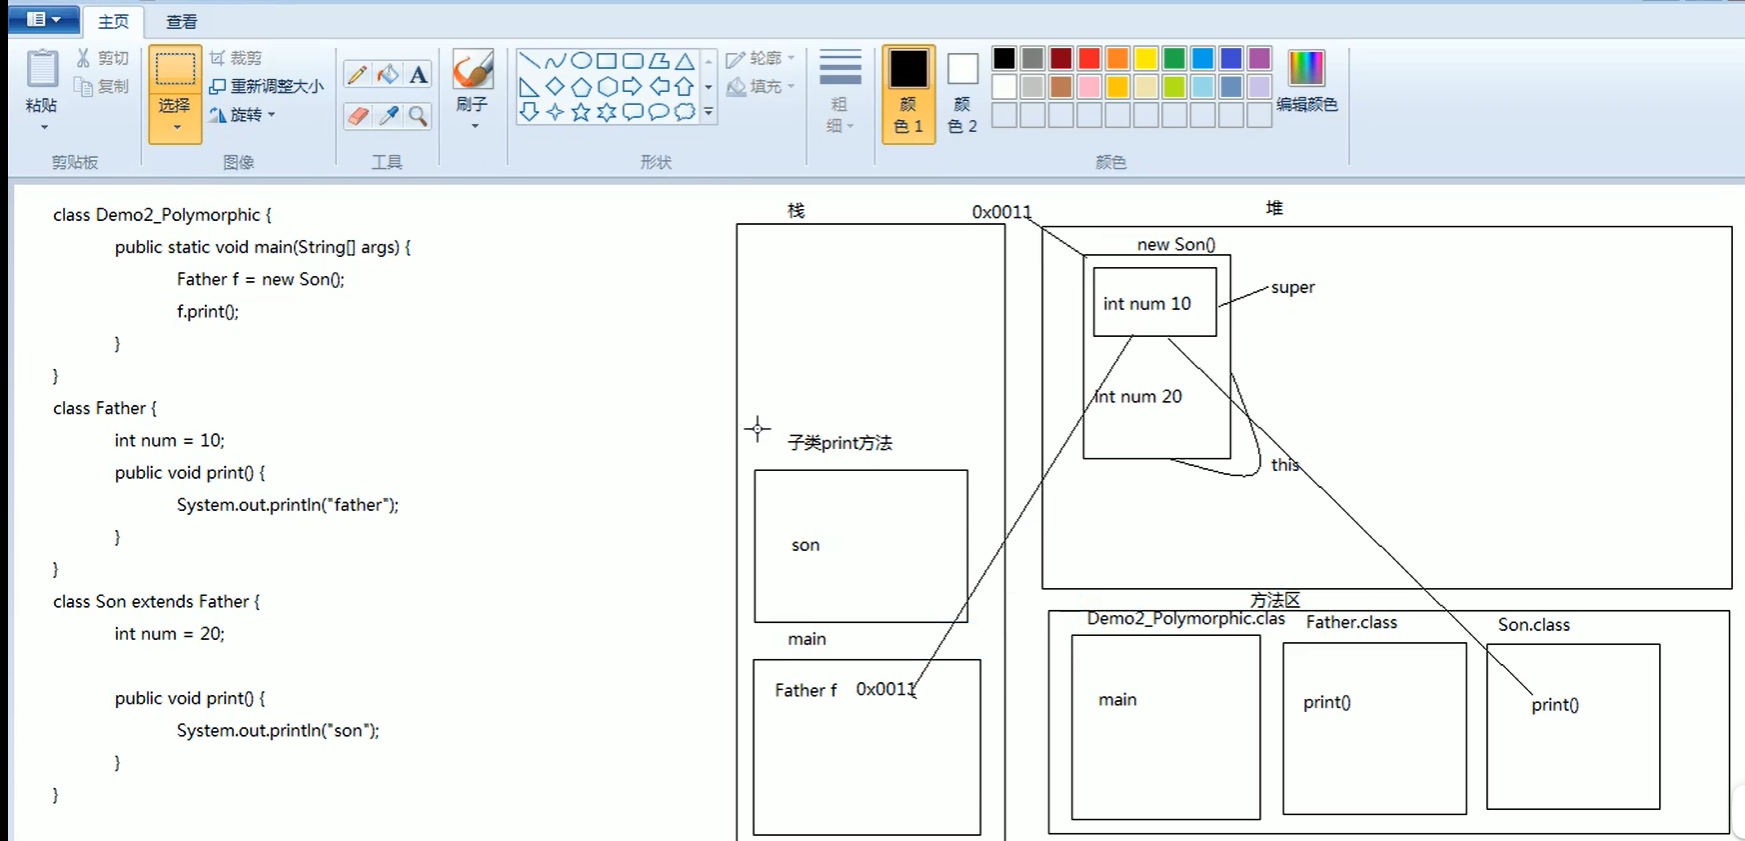 主页 查看
粘贴
剪切
复制
剪贴板
选择
裁剪
重新调整大小
旋转
图像
A
工具
刷子
形状
轮廓
填充
粗细
颜色 1
颜色 2
编辑颜色
颜色
class Demo2_Polymorphic {
public static void main(String[] args) {
Father f = new Son();
f.print();
}
}
class Father {
int num = 10;
public void print() {
System.out.println("father");
}
}
class Son extends Father {
int num = 20;
public void print() {
System.out.println("son");
}
}
栈
子类print方法
son
main
Father f 0x0011
0x0011
堆
new Son()
int num 10
super
int num 20
this
方法区
Demo2_Polymorphic.clas
main
Father.class
print()
Son.class
print()